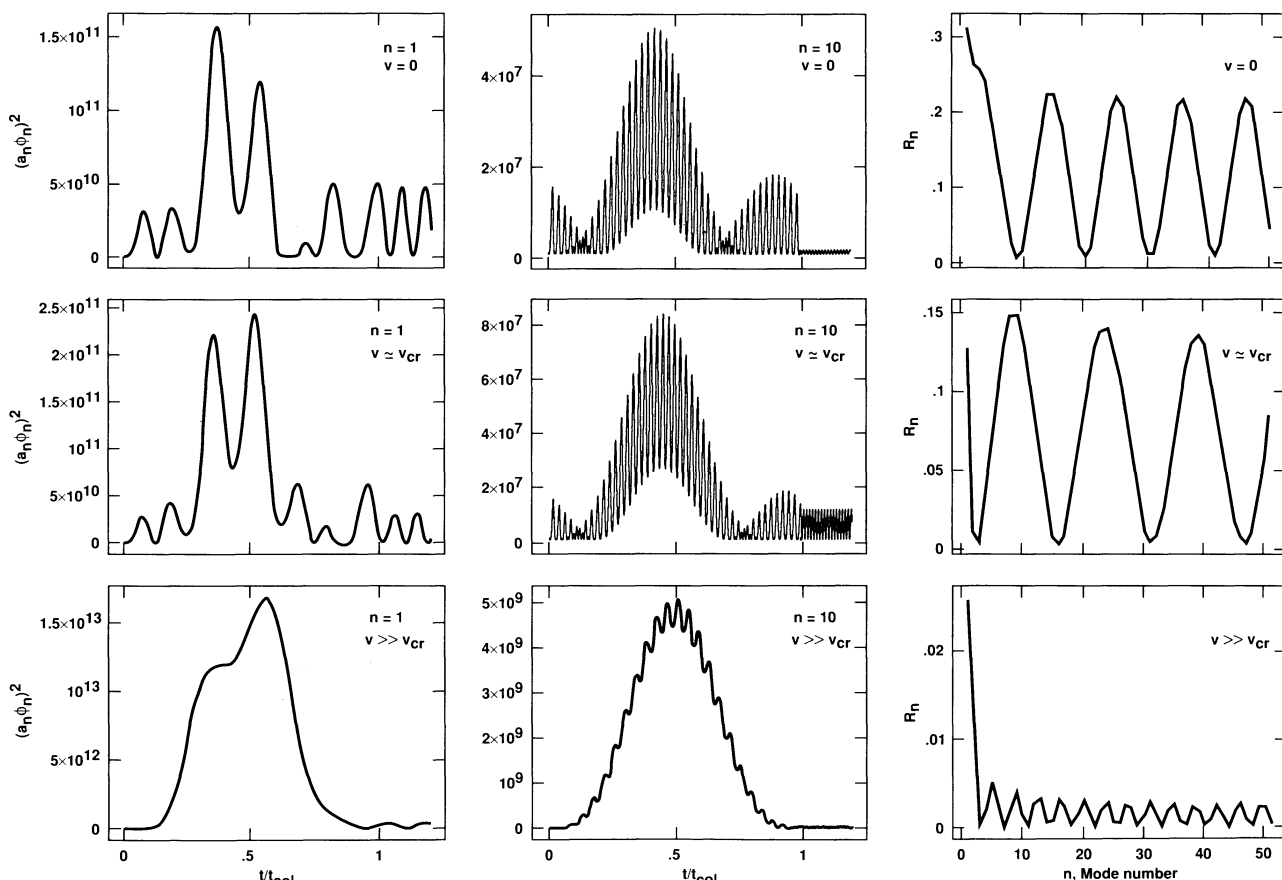 1.5×10¹¹
10¹¹
5×10¹⁰
0
(aₙϕₙ)²
n = 1
v = 0
4×10⁷
2×10⁷
0
n = 10
v = 0
.3
.2
.1
0
Rₙ
v = 0
2.5×10¹¹
2×10¹¹
1.5×10¹¹
10¹¹
5×10¹⁰
0
(aₙϕₙ)²
n = 1
v ≃ v_cr
8×10⁷
6×10⁷
4×10⁷
2×10⁷
0
n = 10
v ≃ v_cr
.15
.1
.05
0
Rₙ
v ≃ v_cr
1.5×10¹³
10¹³
5×10¹²
0
(aₙϕₙ)²
n = 1
v >> v_cr
0 .5 1
t/t_col
5×10⁹
4×10⁹
3×10⁹
2×10⁹
10⁹
0
n = 10
v >> v_cr
0 .5 1
t/t_col
.02
.01
0
Rₙ
v >> v_cr
0 10 20 30 40 50
n, Mode number